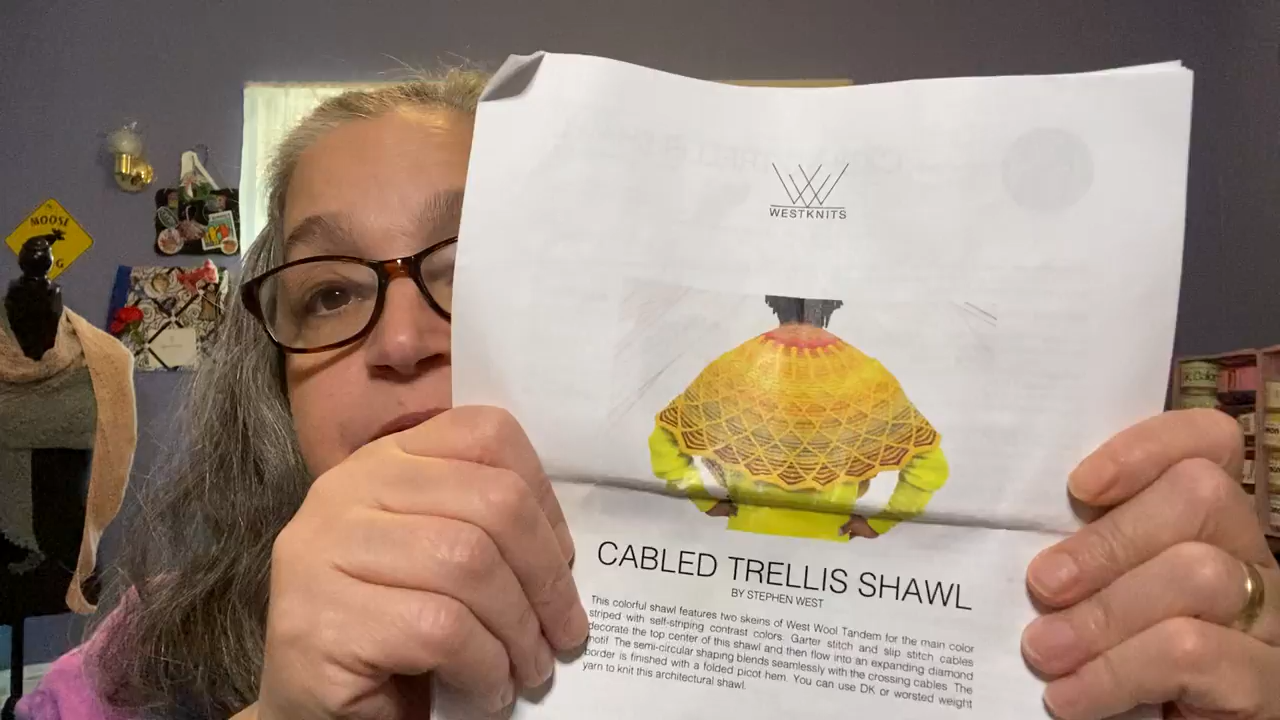 MOOSE
WESTKNITS
CABLED TRELLIS SHAWL
BY STEPHEN WEST
This colorful shawl features two skeins of West Wool Tandem for the main color
striped with self-striping contrast colors. Garter stitch and slip stitch cables
decorate the top center of this shawl and then flow into an expanding diamond
motif. The semi-circular shaping blends seamlessly with the crossing cables. The
border is finished with a folded picot hem. You can use DK or worsted weight
yarn to knit this architectural shawl.